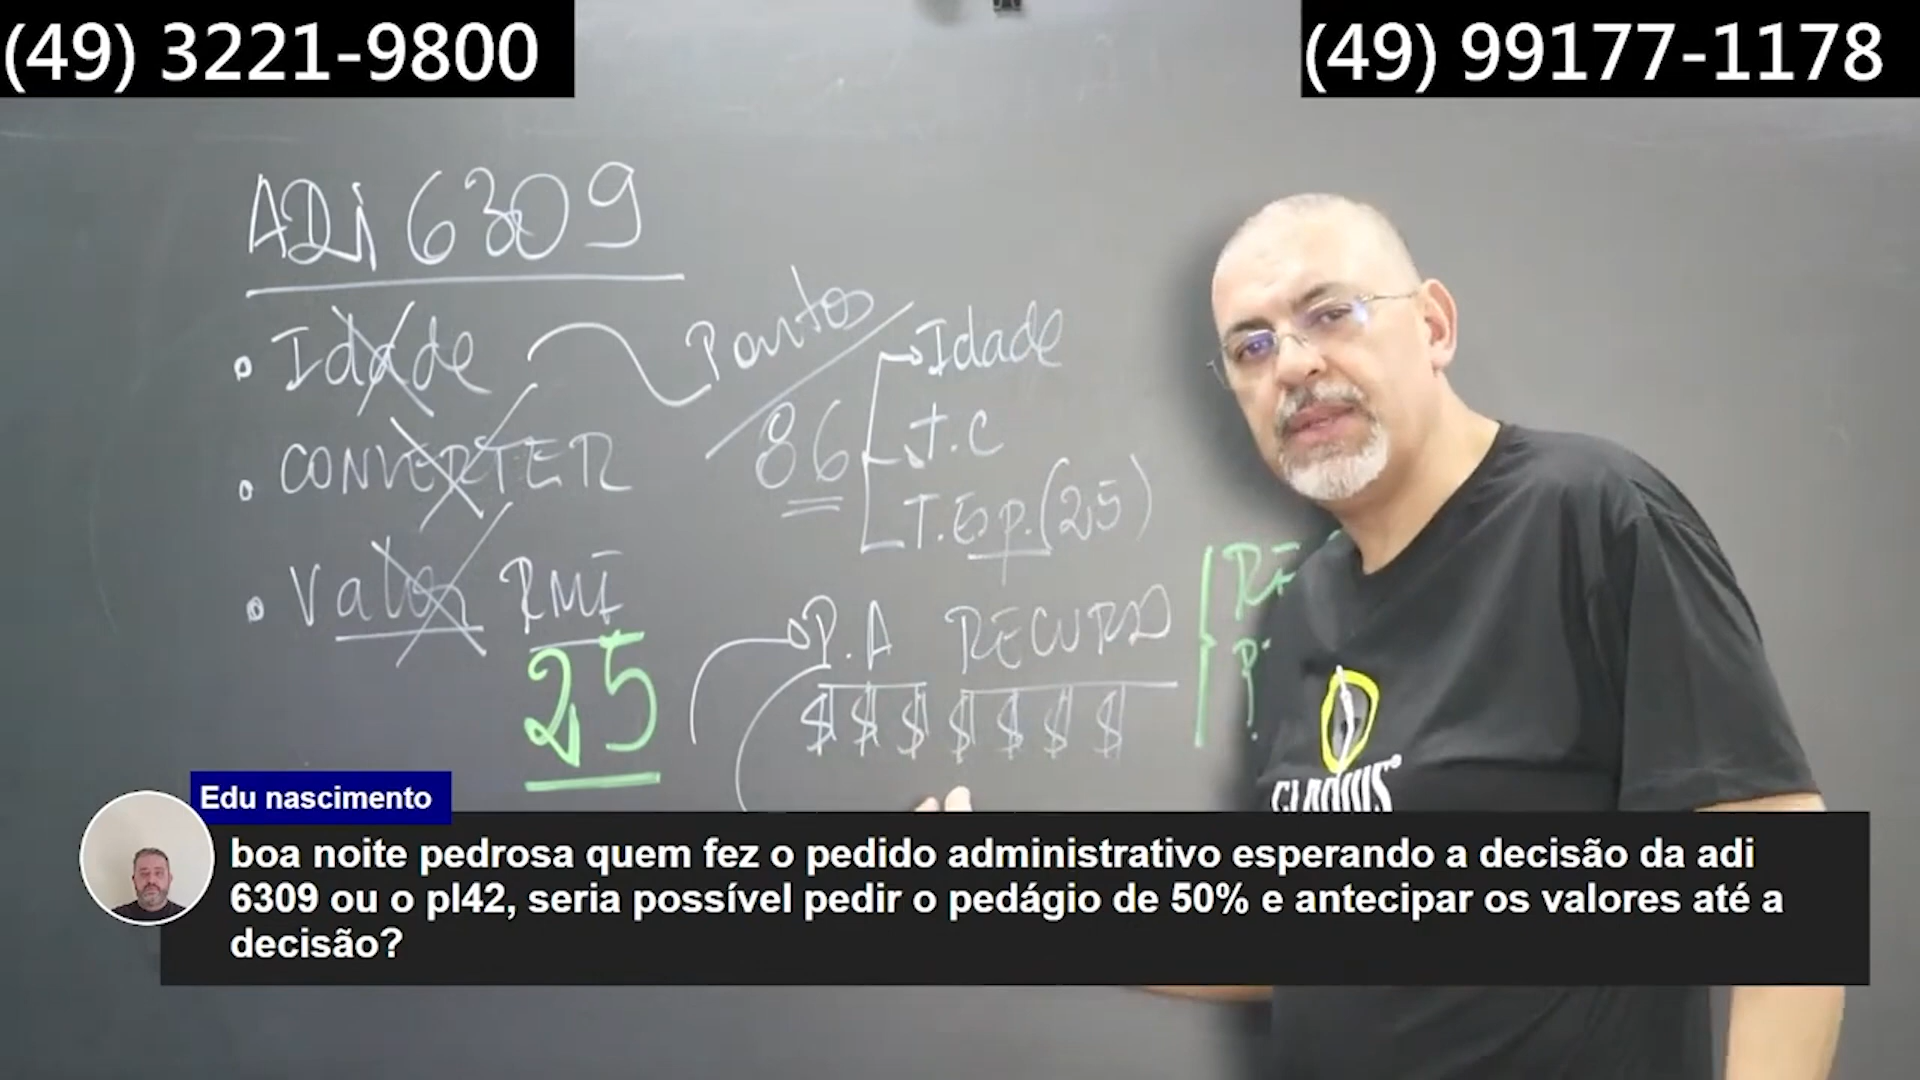 (49) 3221-9800
(49) 99177-1178
ADi 6309
• Idade
Pontos
86
Idade
T.C
T.Esp.(25)
• CONVERTER
• Valor RMI
25
P.A RECURSO
$ $ $ $ $ $ $
Edu nascimento
boa noite pedrosa quem fez o pedido administrativo esperando a decisão da adi
6309 ou o pl42, seria possível pedir o pedágio de 50% e antecipar os valores até a
decisão?